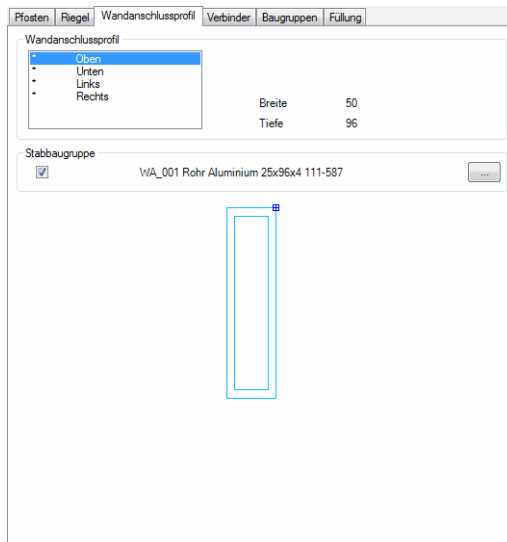 Pfosten Riegel Wandanschlussprofil Verbinder Baugruppen Füllung
Wandanschlussprofil
* Oben
* Unten
* Links
* Rechts
Breite 50
Tiefe 96
Stabbaugruppe
WA_001 Rohr Aluminium 25x96x4 111-587
...